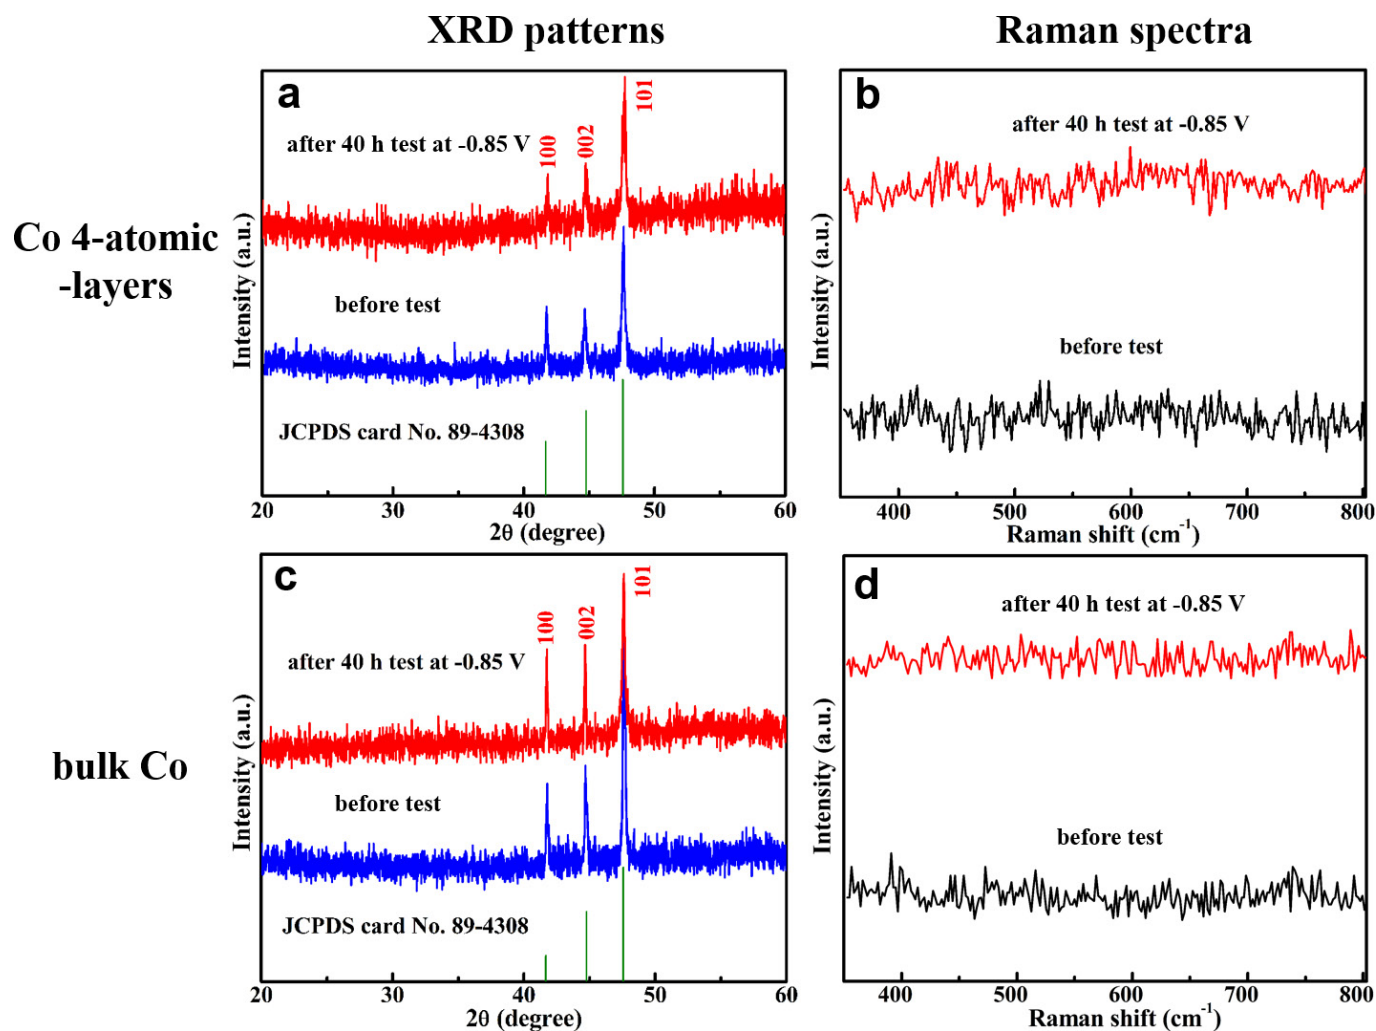 XRD patterns
Raman spectra
Co 4-atomic
-layers
bulk Co
a
after 40 h test at -0.85 V
100
002
101
before test
JCPDS card No. 89-4308
Intensity (a.u.)
20 30 40 50 60
2θ (degree)
b
after 40 h test at -0.85 V
before test
Intensity (a.u.)
400 500 600 700 800
Raman shift (cm⁻¹)
c
after 40 h test at -0.85 V
100
002
101
before test
JCPDS card No. 89-4308
Intensity (a.u.)
20 30 40 50 60
2θ (degree)
d
after 40 h test at -0.85 V
before test
Intensity (a.u.)
400 500 600 700 800
Raman shift (cm⁻¹)